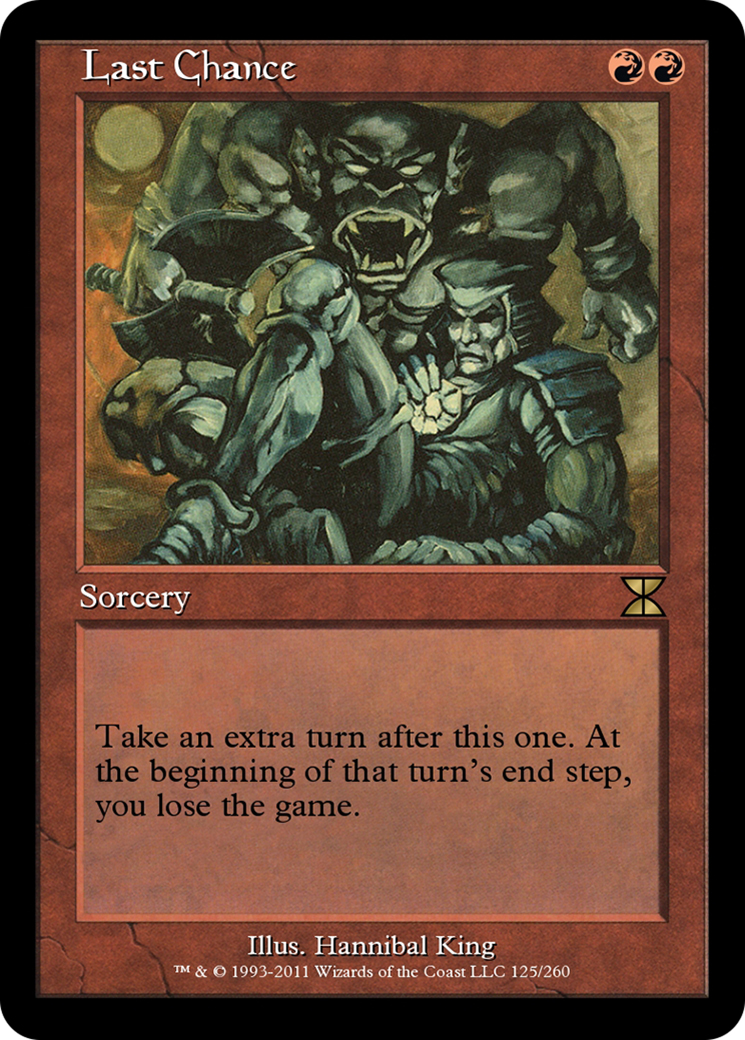 Last Chance
Sorcery
Take an extra turn after this one. At
the beginning of that turn's end step,
you lose the game.
Illus. Hannibal King
™ & © 1993-2011 Wizards of the Coast LLC 125/260